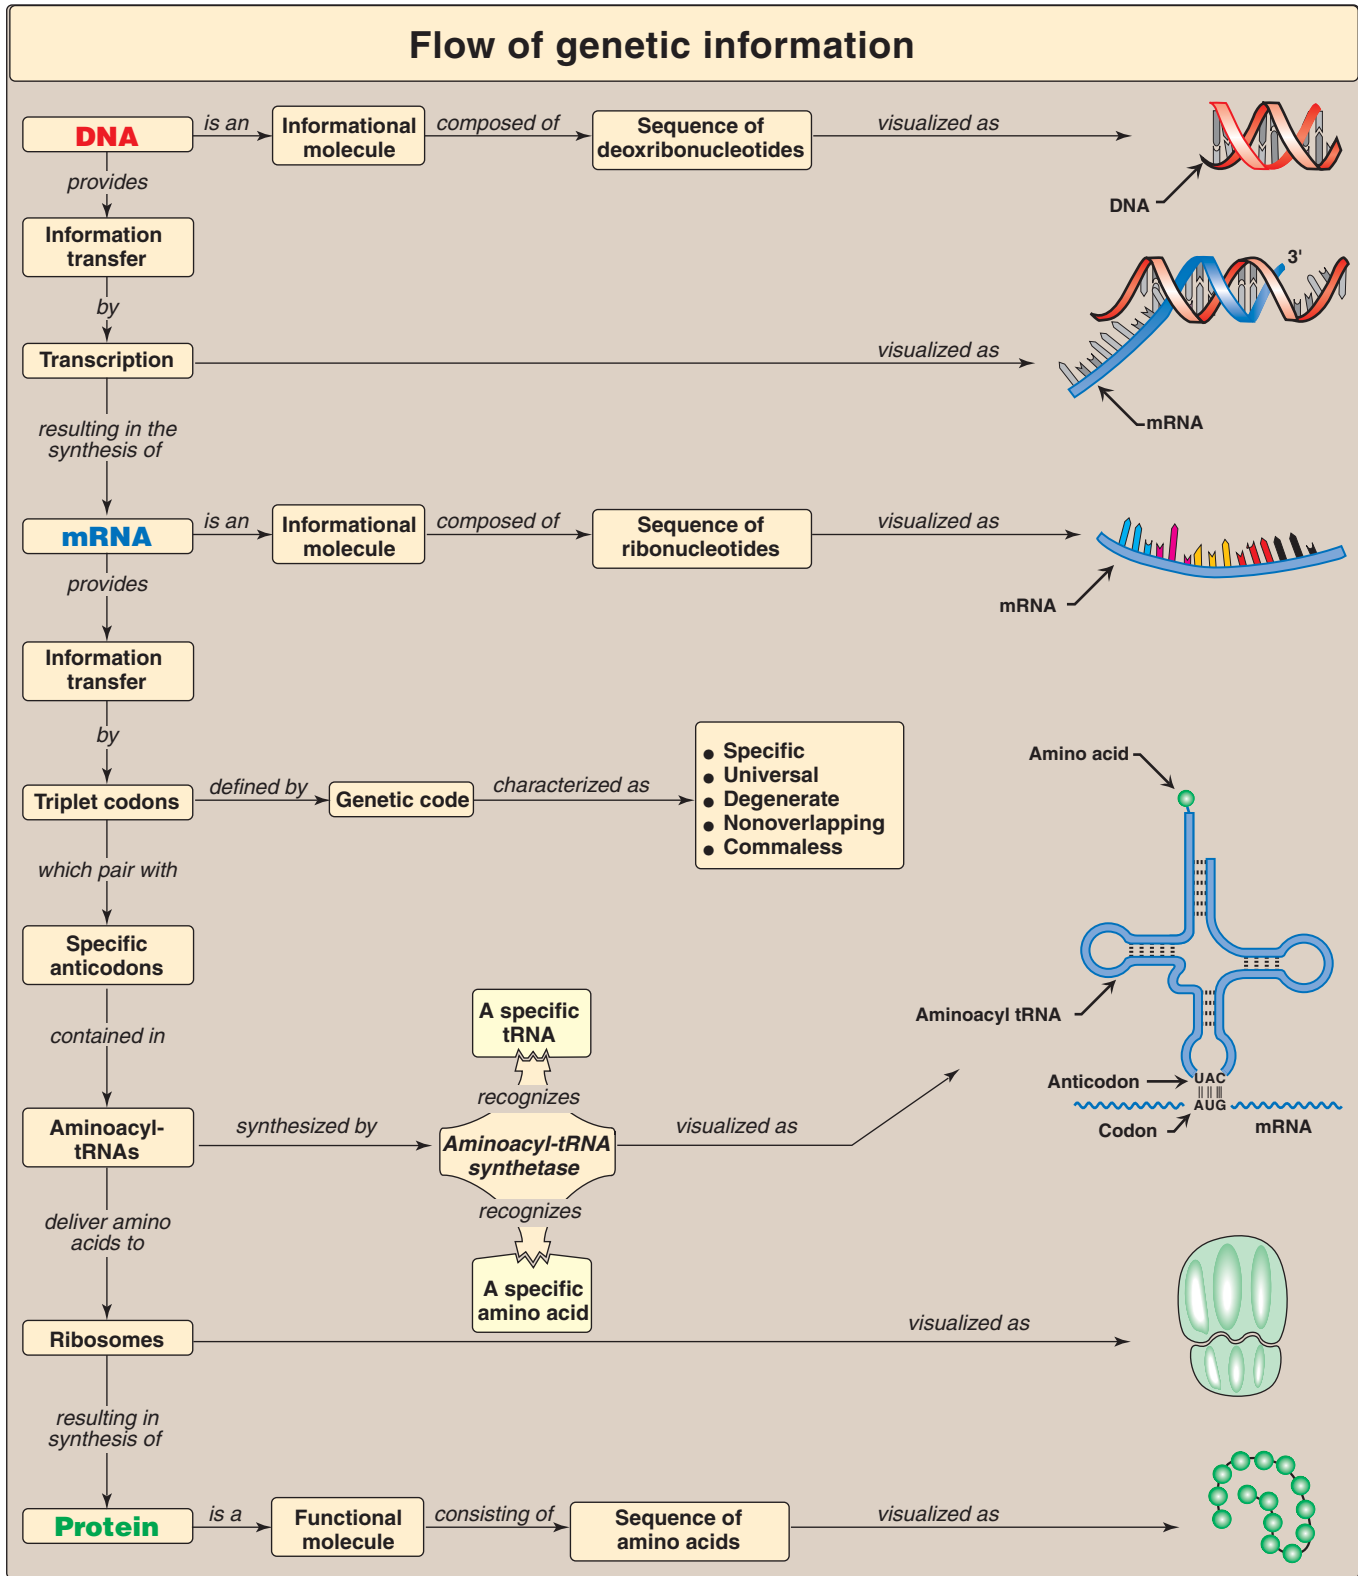 Flow of genetic information
DNA
is an
Informational
molecule
composed of
Sequence of
deoxribonucleotides
visualized as
DNA
provides
Information
transfer
by
3'
Transcription
visualized as
mRNA
resulting in the
synthesis of
mRNA
is an
Informational
molecule
composed of
Sequence of
ribonucleotides
visualized as
mRNA
provides
Information
transfer
by
Triplet codons
defined by
Genetic code
characterized as
● Specific
● Universal
● Degenerate
● Nonoverlapping
● Commaless
Amino acid
which pair with
Specific
anticodons
contained in
A specific
tRNA
recognizes
Aminoacyl tRNA
Anticodon
UAC
AUG
Codon
mRNA
Aminoacyl-
tRNAs
synthesized by
Aminoacyl-tRNA
synthetase
visualized as
recognizes
A specific
amino acid
deliver amino
acids to
Ribosomes
visualized as
resulting in
synthesis of
Protein
is a
Functional
molecule
consisting of
Sequence of
amino acids
visualized as